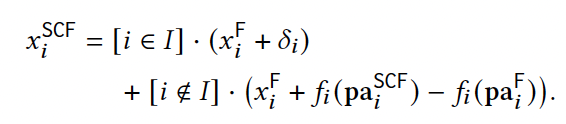 x_i^SCF = [i ∈ I] · (x_i^F + δ_i)
+ [i ∉ I] · (x_i^F + f_i(pa_i^SCF) − f_i(pa_i^F)).